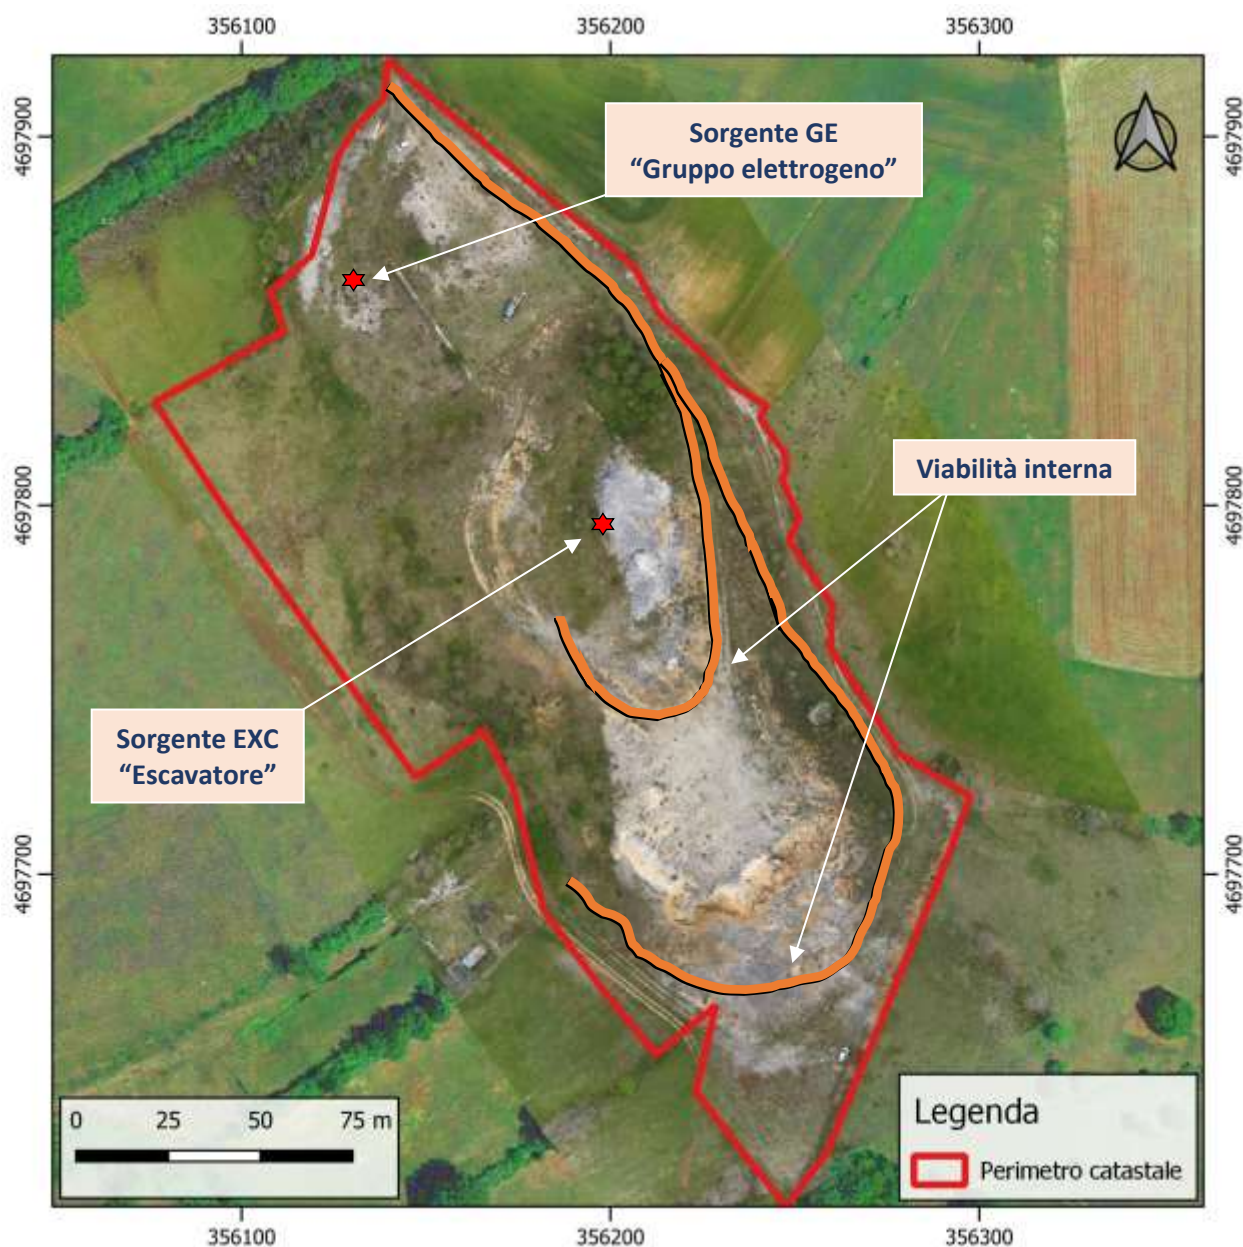 356100
356200
356300
4697900
4697900
Sorgente GE
“Gruppo elettrogeno”
Viabilità interna
4697800
4697800
Sorgente EXC
“Escavatore”
4697700
4697700
0 25 50 75 m
Legenda
Perimetro catastale
356100
356200
356300